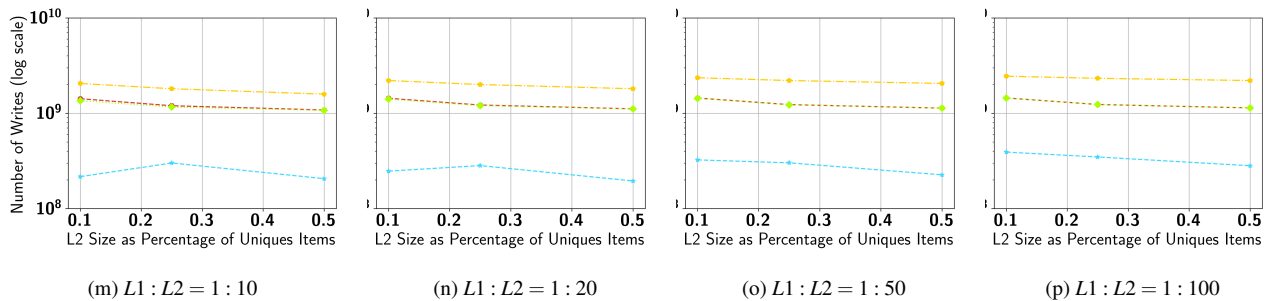 Number of Writes (log scale)
10^10
10^9
10^8
0.1 0.2 0.3 0.4 0.5
L2 Size as Percentage of Uniques Items
(m) L1 : L2 = 1 : 10
0.1 0.2 0.3 0.4 0.5
L2 Size as Percentage of Uniques Items
(n) L1 : L2 = 1 : 20
0.1 0.2 0.3 0.4 0.5
L2 Size as Percentage of Uniques Items
(o) L1 : L2 = 1 : 50
0.1 0.2 0.3 0.4 0.5
L2 Size as Percentage of Uniques Items
(p) L1 : L2 = 1 : 100